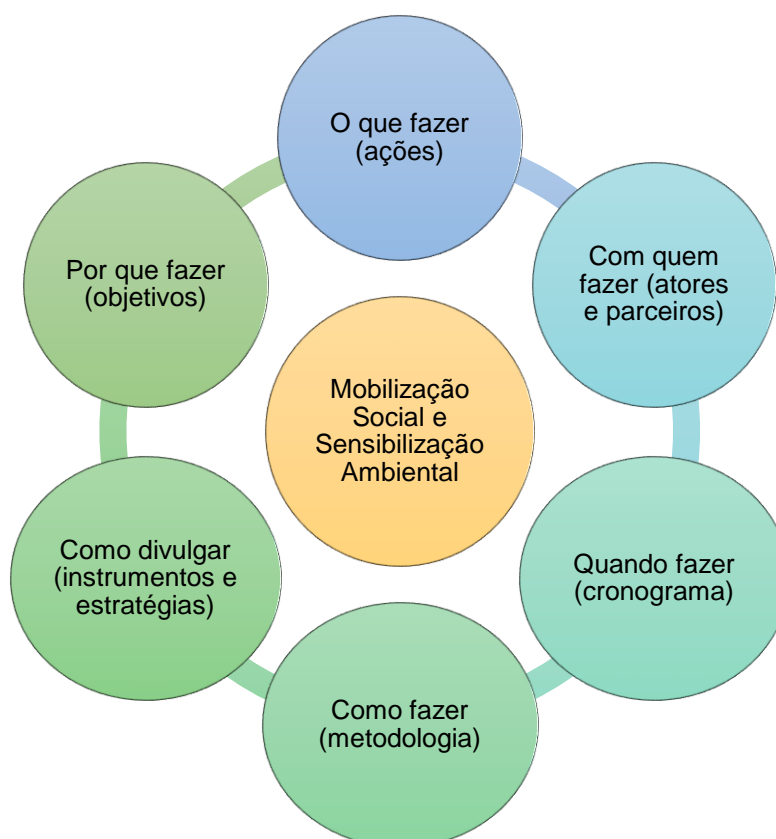 O que fazer
(ações)
Com quem
fazer (atores
e parceiros)
Quando fazer
(cronograma)
Como fazer
(metodologia)
Como divulgar
(instrumentos e
estratégias)
Por que fazer
(objetivos)
Mobilização
Social e
Sensibilização
Ambiental